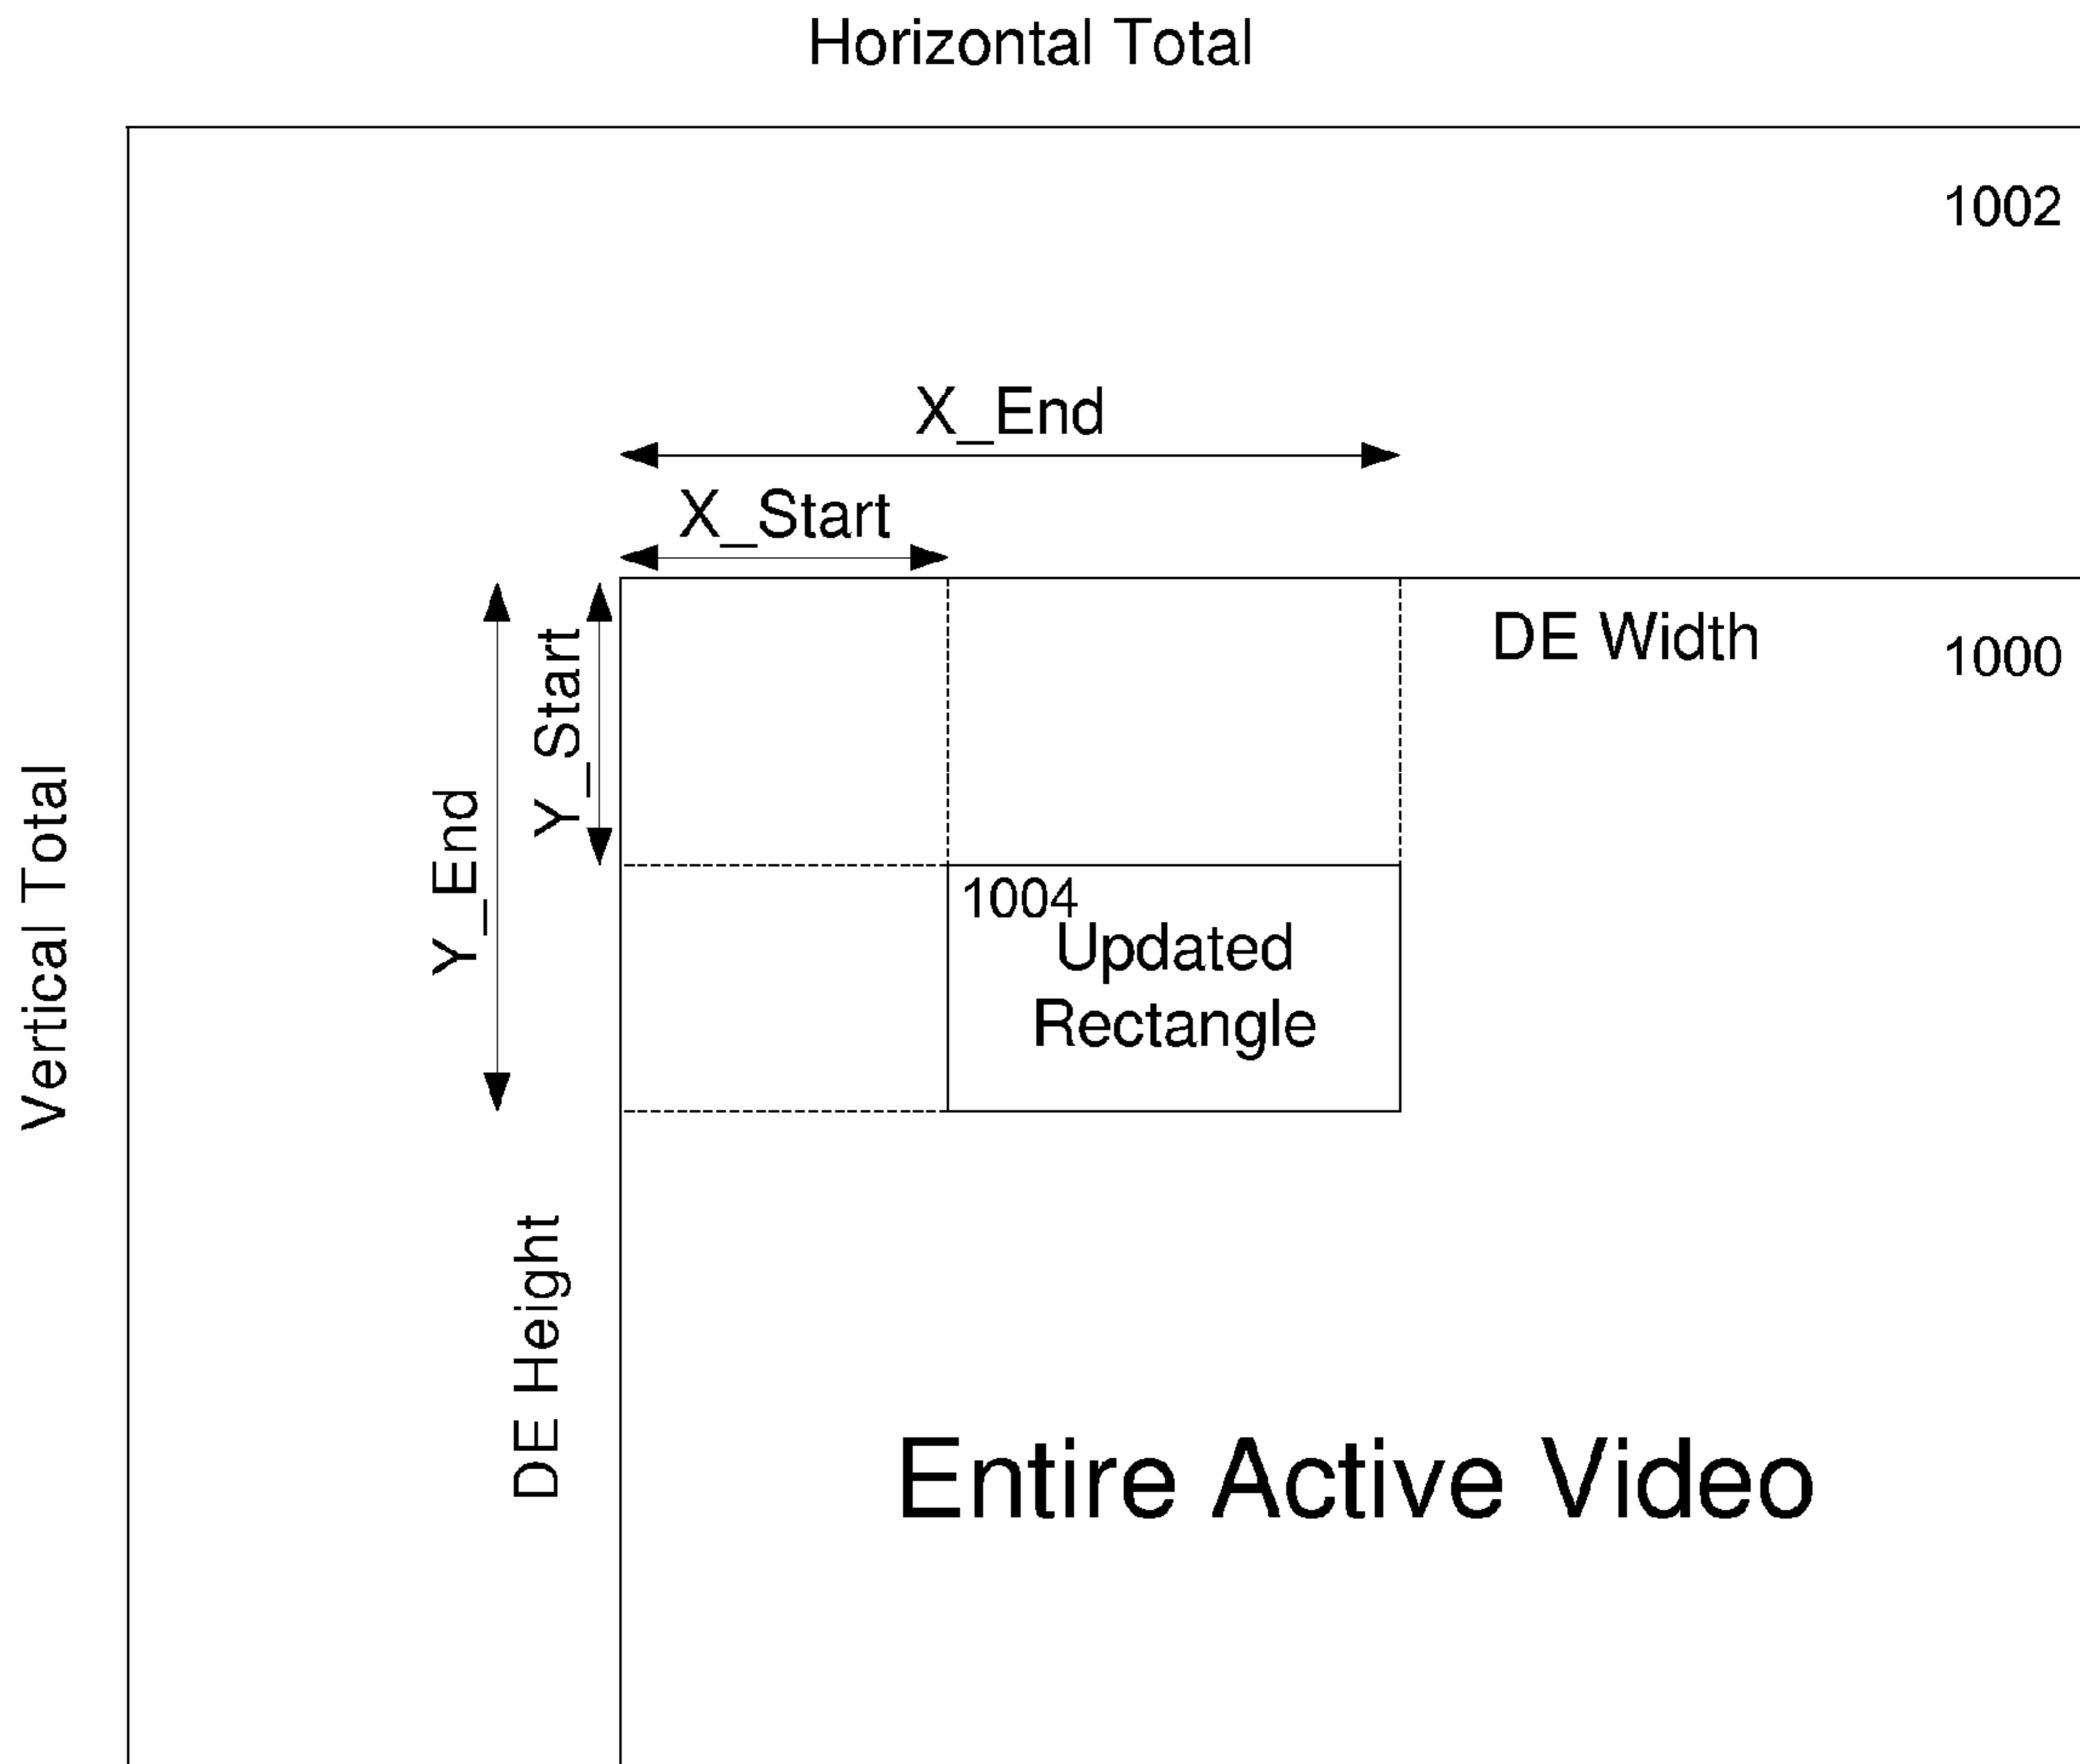 Horizontal Total
1002
X_End
X_Start
DE Width
1000
Y_Start
Y_End
Vertical Total
1004
Updated
Rectangle
DE Height
Entire Active Video